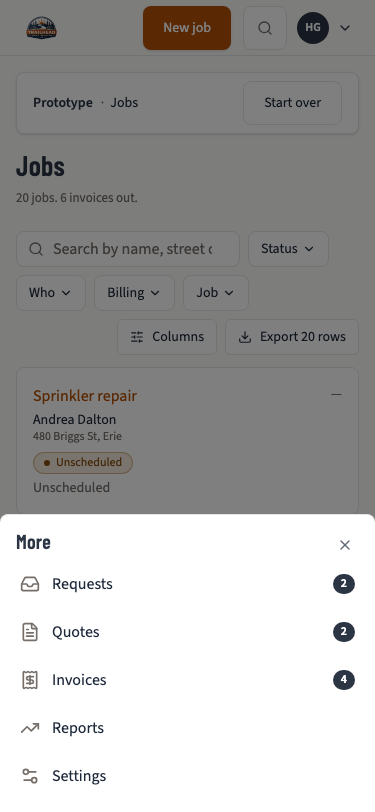 TRAILHEAD
New job
HG
Prototype · Jobs
Start over
Jobs
20 jobs. 6 invoices out.
Search by name, street c
Status
Who
Billing
Job
Columns
Export 20 rows
Sprinkler repair
—
Andrea Dalton
480 Briggs St, Erie
Unscheduled
Unscheduled
More
Requests
2
Quotes
2
Invoices
4
Reports
Settings